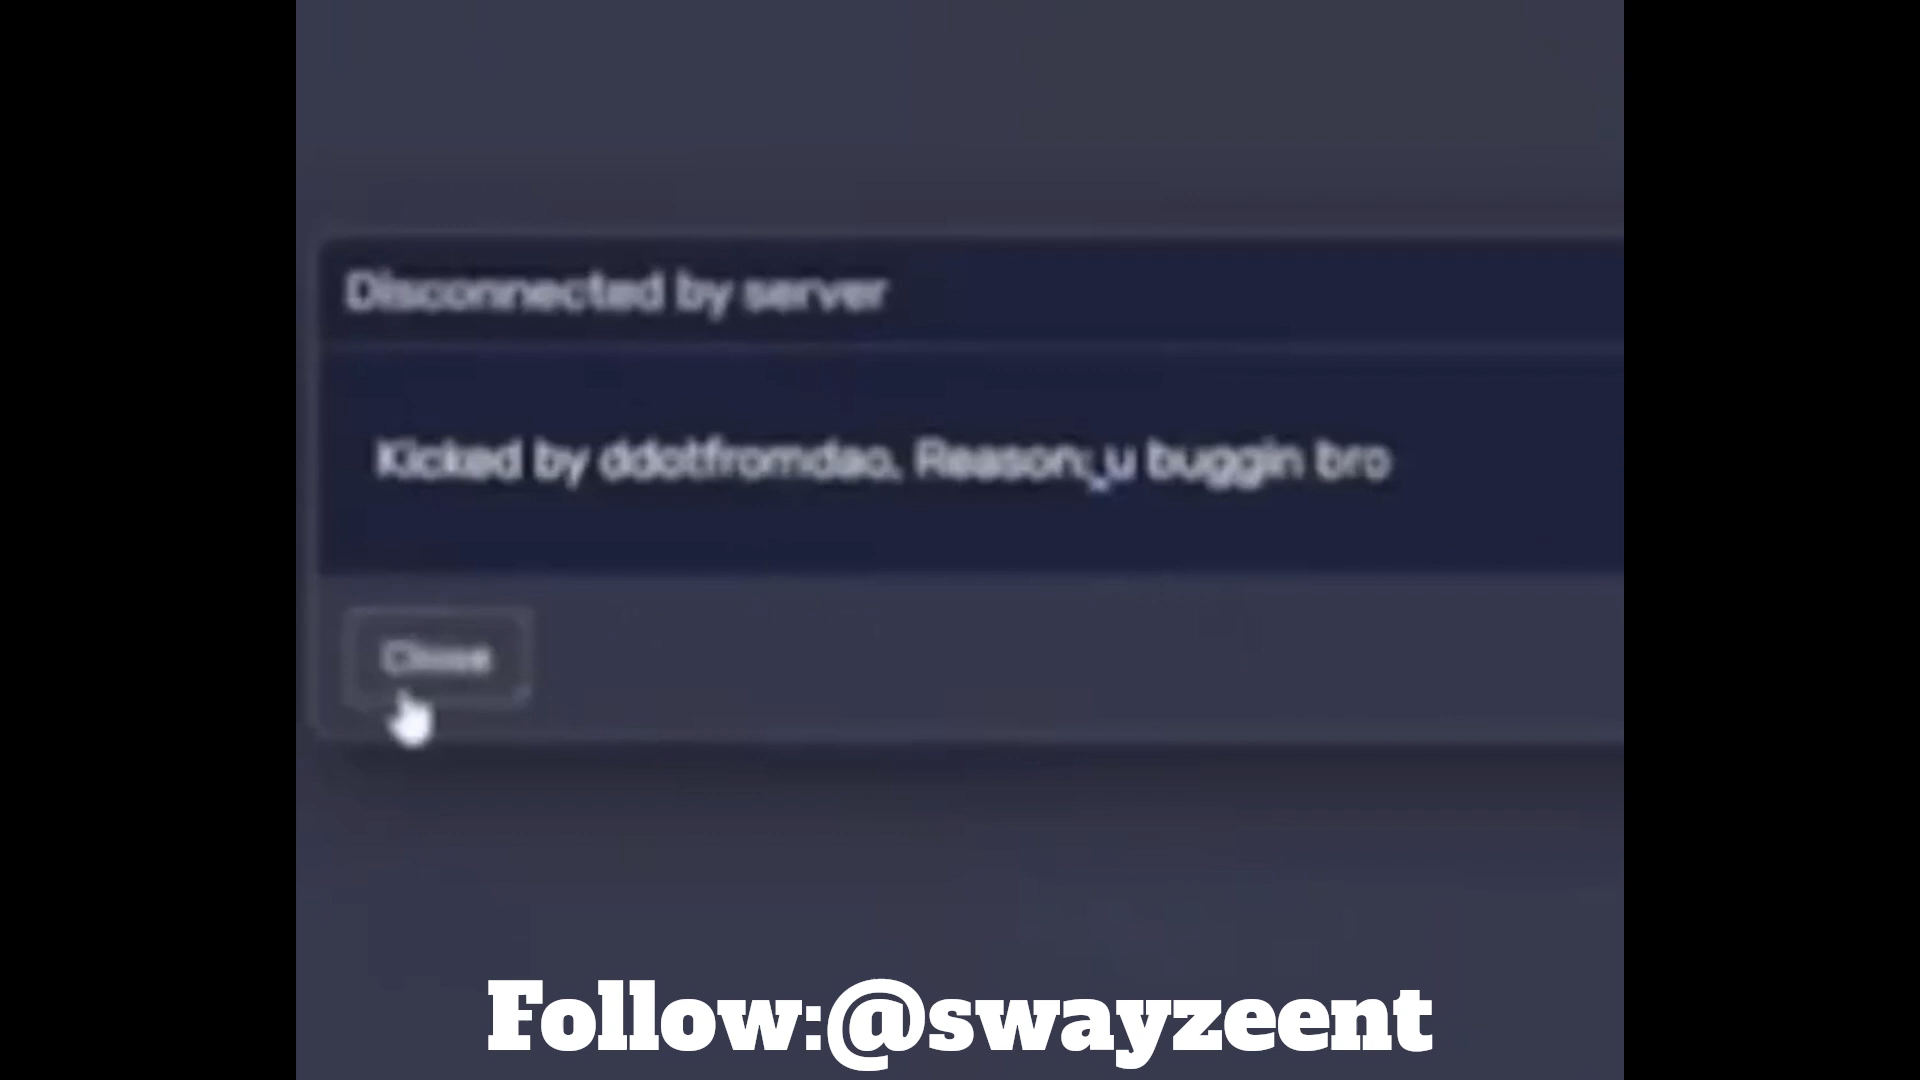 Disconnected by server
Kicked by ddotfromdao. Reason: u buggin bro
Close
Follow:@swayzeent